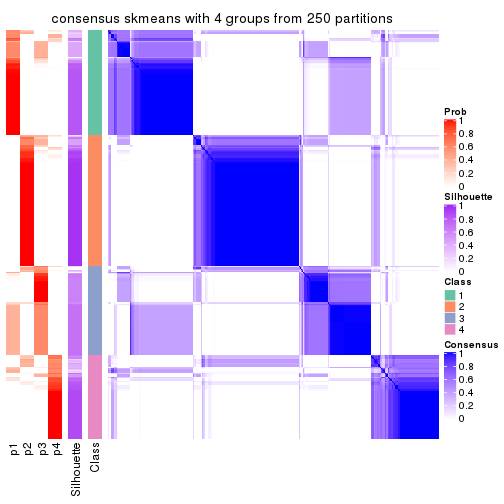 consensus skmeans with 4 groups from 250 partitions
Prob
1
0.8
0.6
0.4
0.2
0
Silhouette
1
0.8
0.6
0.4
0.2
0
Class
1
2
3
4
Consensus
1
0.8
0.6
0.4
0.2
0
p1
p2
p3
p4
Silhouette
Class